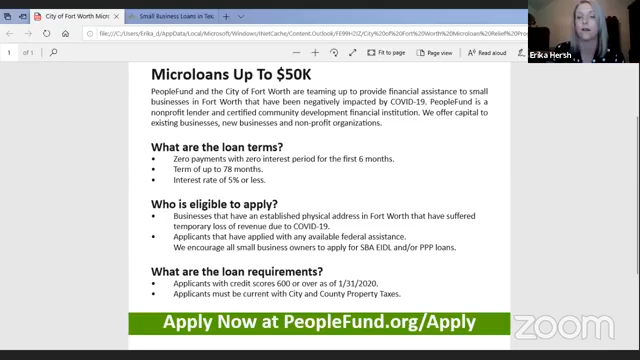 City of Fort Worth Micr
Small Business Loans in Tex
file:///C:/Users/Erika_d/AppData/Local/Microsoft/Windows/INetCache/Content.Outlook/FE99H2IZ/City%20of%20Fort%20Worth%20Microloan%20Relief%20Pro
1 of 1
Fit to page
Page view
Read aloud
Erika Hersh
Microloans Up To $50K
PeopleFund and the City of Fort Worth are teaming up to provide financial assistance to small
businesses in Fort Worth that have been negatively impacted by COVID-19. PeopleFund is a
nonprofit lender and certified community development financial institution. We offer capital to
existing businesses, new businesses and non-profit organizations.
What are the loan terms?
• Zero payments with zero interest period for the first 6 months.
• Term of up to 78 months.
• Interest rate of 5% or less.
Who is eligible to apply?
• Businesses that have an established physical address in Fort Worth that have suffered
temporary loss of revenue due to COVID-19.
• Applicants that have applied with any available federal assistance.
We encourage all small business owners to apply for SBA EIDL and/or PPP loans.
What are the loan requirements?
• Applicants with credit scores 600 or over as of 1/31/2020.
• Applicants must be current with City and County Property Taxes.
Apply Now at PeopleFund.org/Apply
zoom